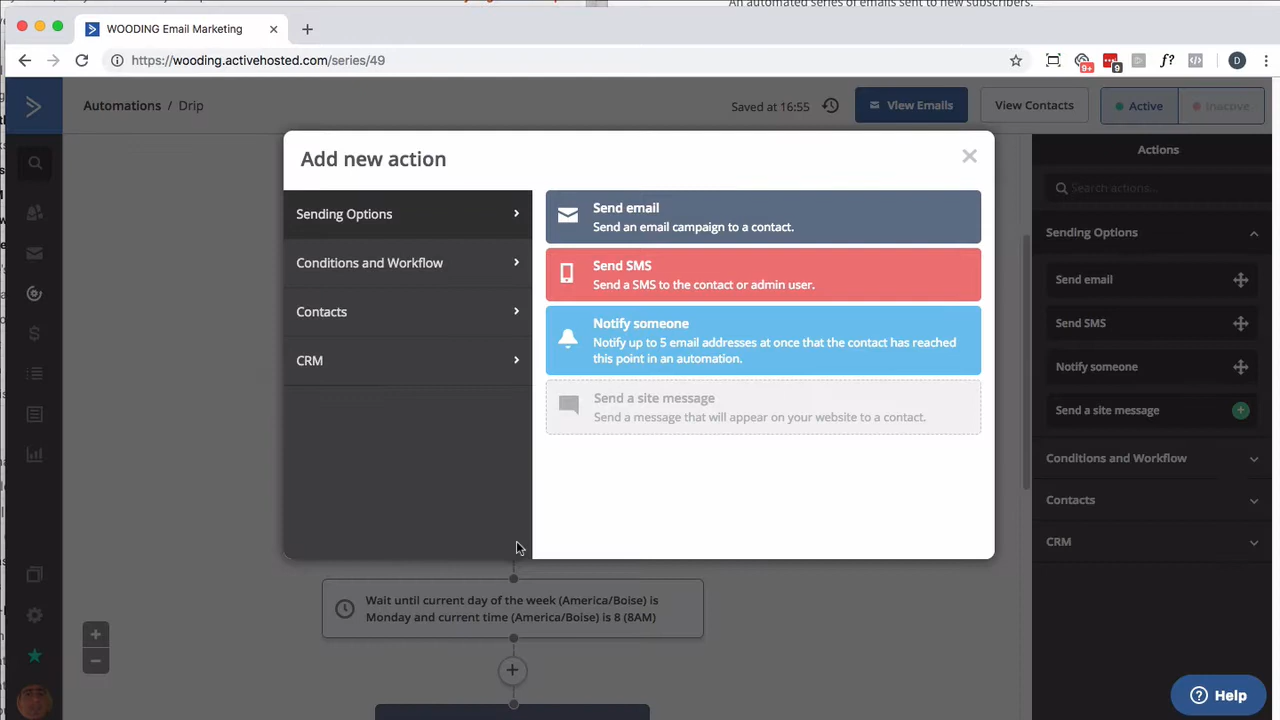 An automated series of emails sent to new subscribers.
WOODING Email Marketing
https://wooding.activehosted.com/series/49
9+
9
f?
D
Automations / Drip
Saved at 16:55
View Emails
View Contacts
Active
Inactive
Add new action
Actions
Search actions...
Sending Options
Conditions and Workflow
Contacts
CRM
Send email
Send an email campaign to a contact.
Send SMS
Send a SMS to the contact or admin user.
Notify someone
Notify up to 5 email addresses at once that the contact has reached
this point in an automation.
Send a site message
Send a message that will appear on your website to a contact.
Sending Options
Send email
Send SMS
Notify someone
Send a site message
Conditions and Workflow
Contacts
CRM
Wait until current day of the week (America/Boise) is
Monday and current time (America/Boise) is 8 (8AM)
Help